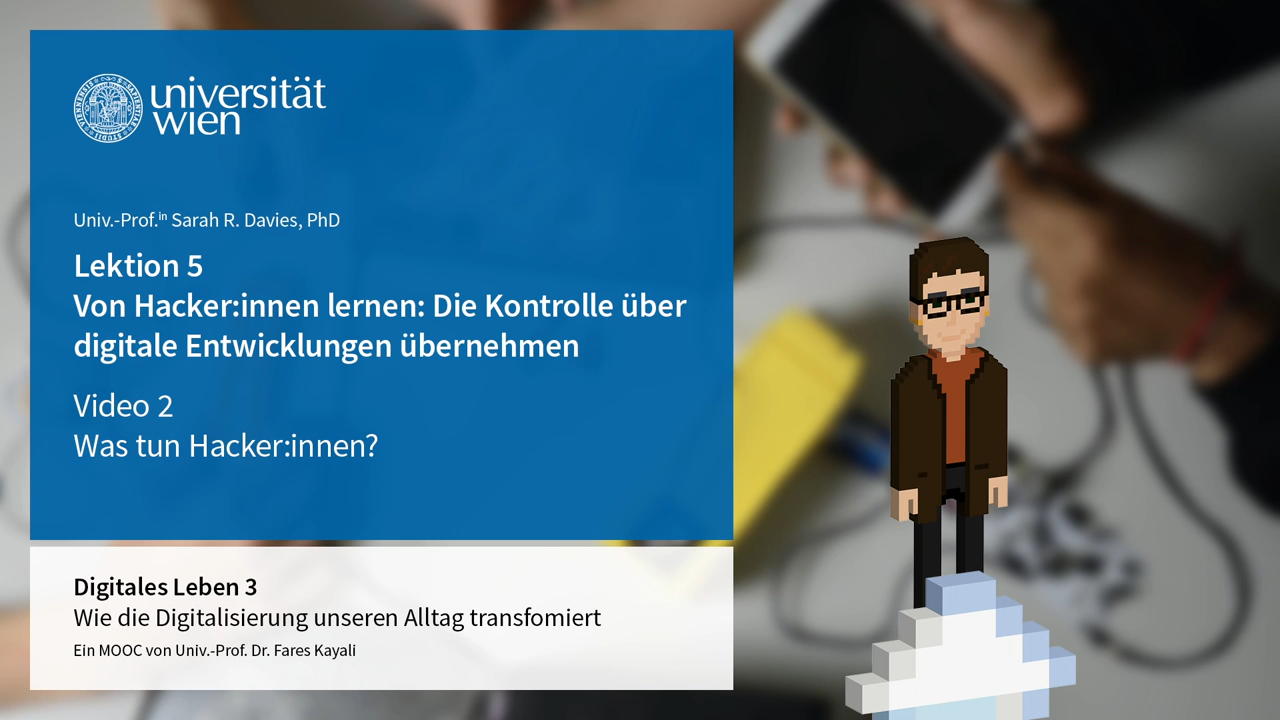 universität
wien
Univ.-Prof.in Sarah R. Davies, PhD
Lektion 5
Von Hacker:innen lernen: Die Kontrolle über
digitale Entwicklungen übernehmen
Video 2
Was tun Hacker:innen?
Digitales Leben 3
Wie die Digitalisierung unseren Alltag transfomiert
Ein MOOC von Univ.-Prof. Dr. Fares Kayali